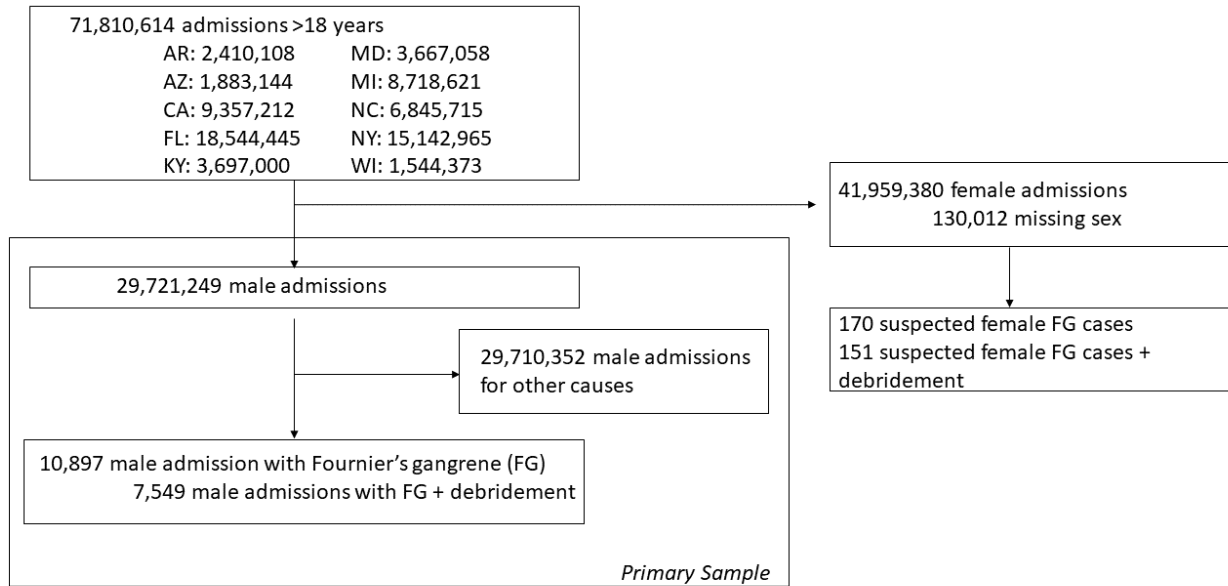 71,810,614 admissions >18 years
AR: 2,410,108 MD: 3,667,058
AZ: 1,883,144 MI: 8,718,621
CA: 9,357,212 NC: 6,845,715
FL: 18,544,445 NY: 15,142,965
KY: 3,697,000 WI: 1,544,373
41,959,380 female admissions
130,012 missing sex
29,721,249 male admissions
170 suspected female FG cases
151 suspected female FG cases +
debridement
29,710,352 male admissions
for other causes
10,897 male admission with Fournier's gangrene (FG)
7,549 male admissions with FG + debridement
Primary Sample